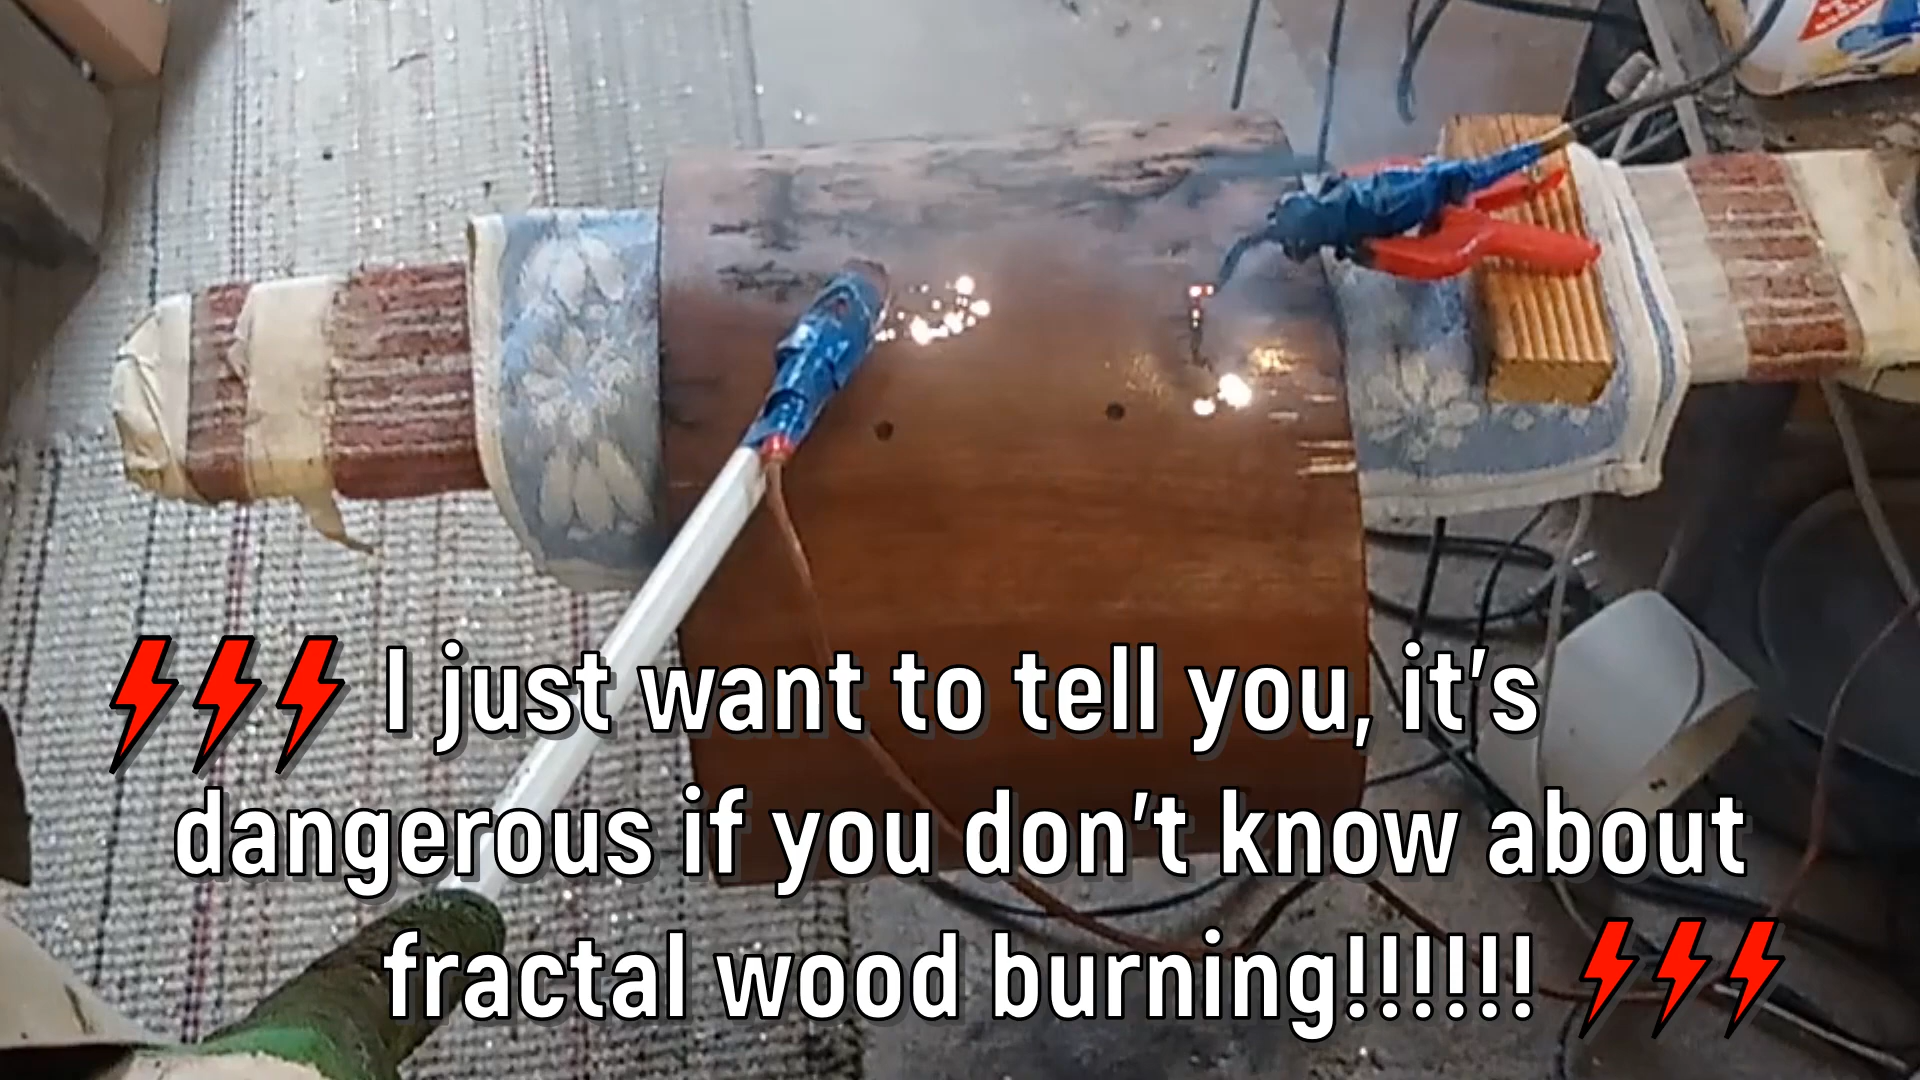 ⚡⚡⚡ I just want to tell you, it's
dangerous if you don't know about
fractal wood burning!!!!!! ⚡⚡⚡